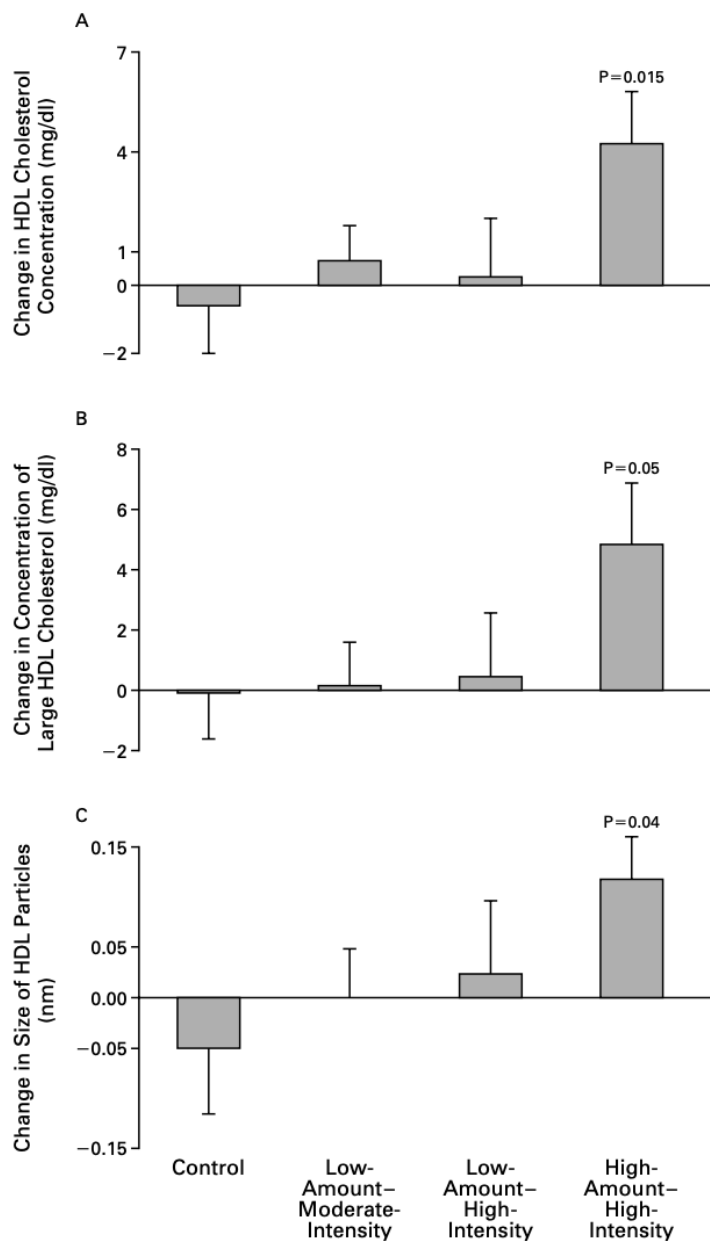 A
Change in HDL Cholesterol
Concentration (mg/dl)
7
4
1
0
−2
P=0.015
B
Change in Concentration of
Large HDL Cholesterol (mg/dl)
8
6
4
2
0
−2
P=0.05
C
Change in Size of HDL Particles
(nm)
0.15
0.05
0.00
−0.05
−0.15
P=0.04
Control
Low-
Amount–
Moderate-
Intensity
Low-
Amount–
High-
Intensity
High-
Amount–
High-
Intensity